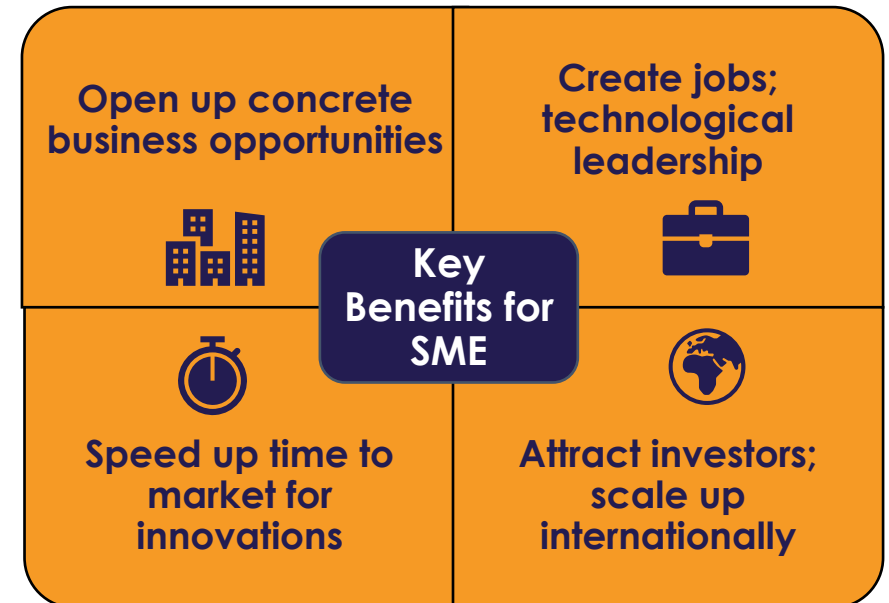 Open up concrete
business opportunities
Create jobs;
technological
leadership
Key
Benefits for
SME
Speed up time to
market for
innovations
Attract investors;
scale up
internationally